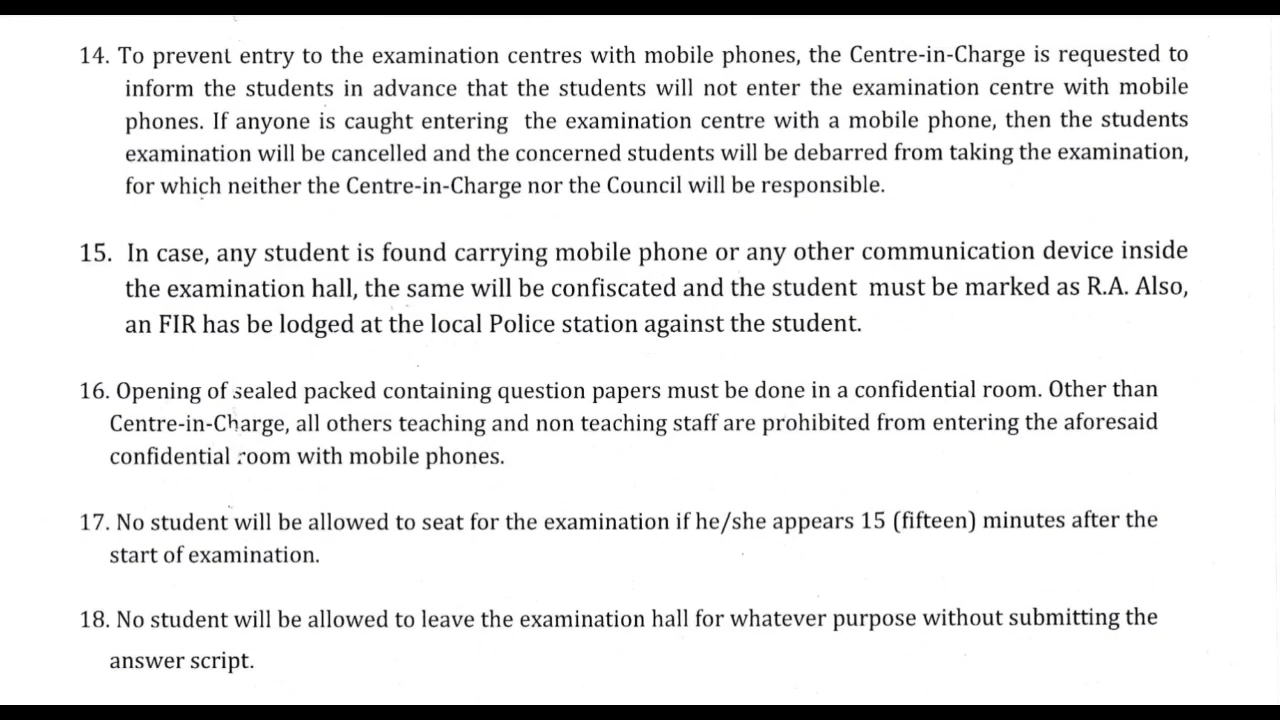 14. To prevent entry to the examination centres with mobile phones, the Centre-in-Charge is requested to
inform the students in advance that the students will not enter the examination centre with mobile
phones. If anyone is caught entering the examination centre with a mobile phone, then the students
examination will be cancelled and the concerned students will be debarred from taking the examination,
for which neither the Centre-in-Charge nor the Council will be responsible.
15. In case, any student is found carrying mobile phone or any other communication device inside
the examination hall, the same will be confiscated and the student must be marked as R.A. Also,
an FIR has be lodged at the local Police station against the student.
16. Opening of sealed packed containing question papers must be done in a confidential room. Other than
Centre-in-Charge, all others teaching and non teaching staff are prohibited from entering the aforesaid
confidential room with mobile phones.
17. No student will be allowed to seat for the examination if he/she appears 15 (fifteen) minutes after the
start of examination.
18. No student will be allowed to leave the examination hall for whatever purpose without submitting the
answer script.